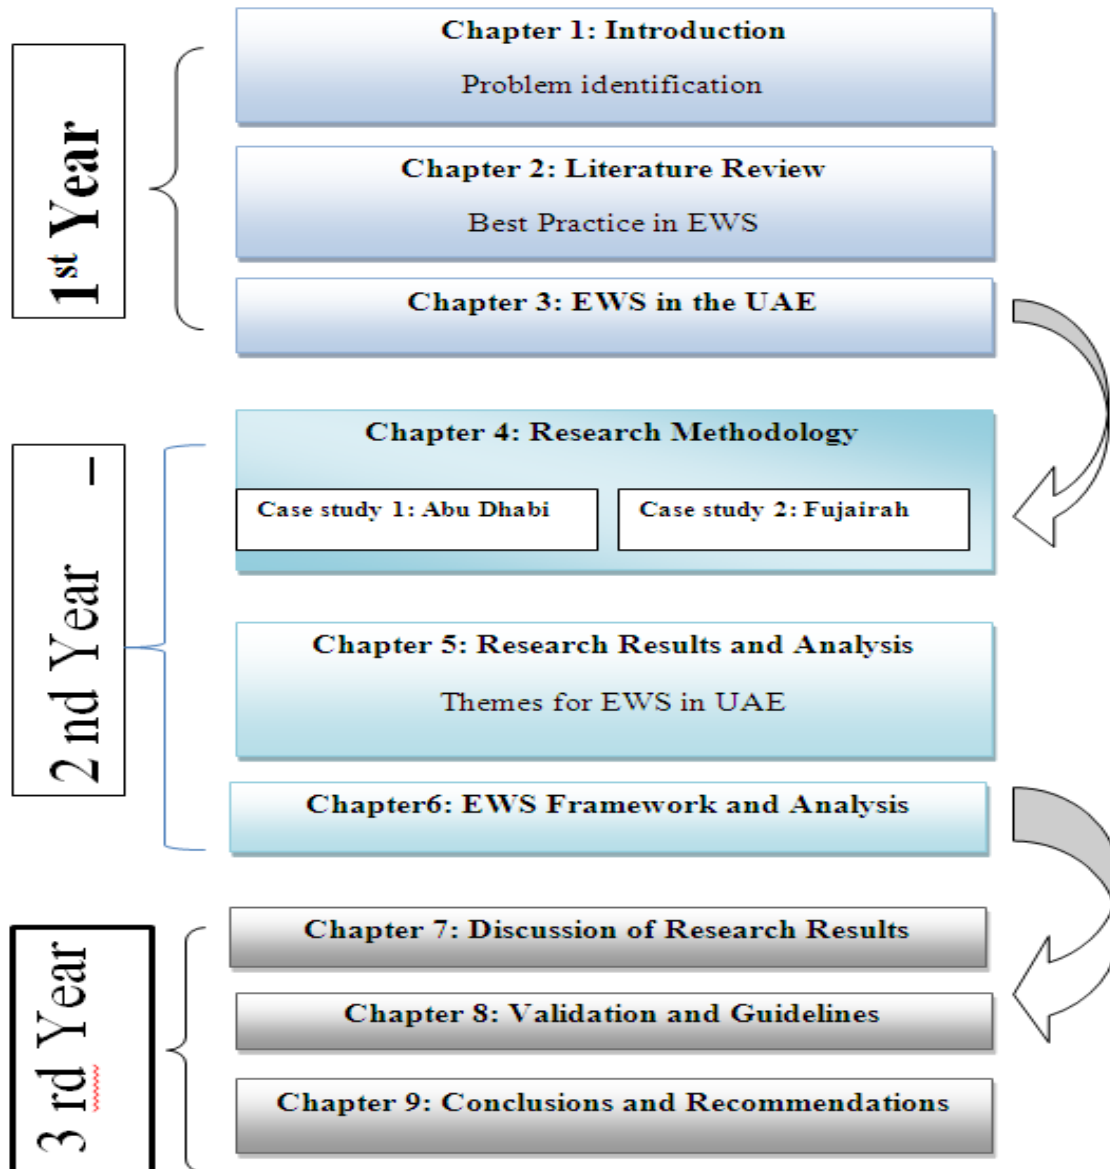 1st Year
Chapter 1: Introduction
Problem identification
Chapter 2: Literature Review
Best Practice in EWS
Chapter 3: EWS in the UAE
2 nd Year –
Chapter 4: Research Methodology
Case study 1: Abu Dhabi
Case study 2: Fujairah
Chapter 5: Research Results and Analysis
Themes for EWS in UAE
Chapter6: EWS Framework and Analysis
3 rd Year
Chapter 7: Discussion of Research Results
Chapter 8: Validation and Guidelines
Chapter 9: Conclusions and Recommendations